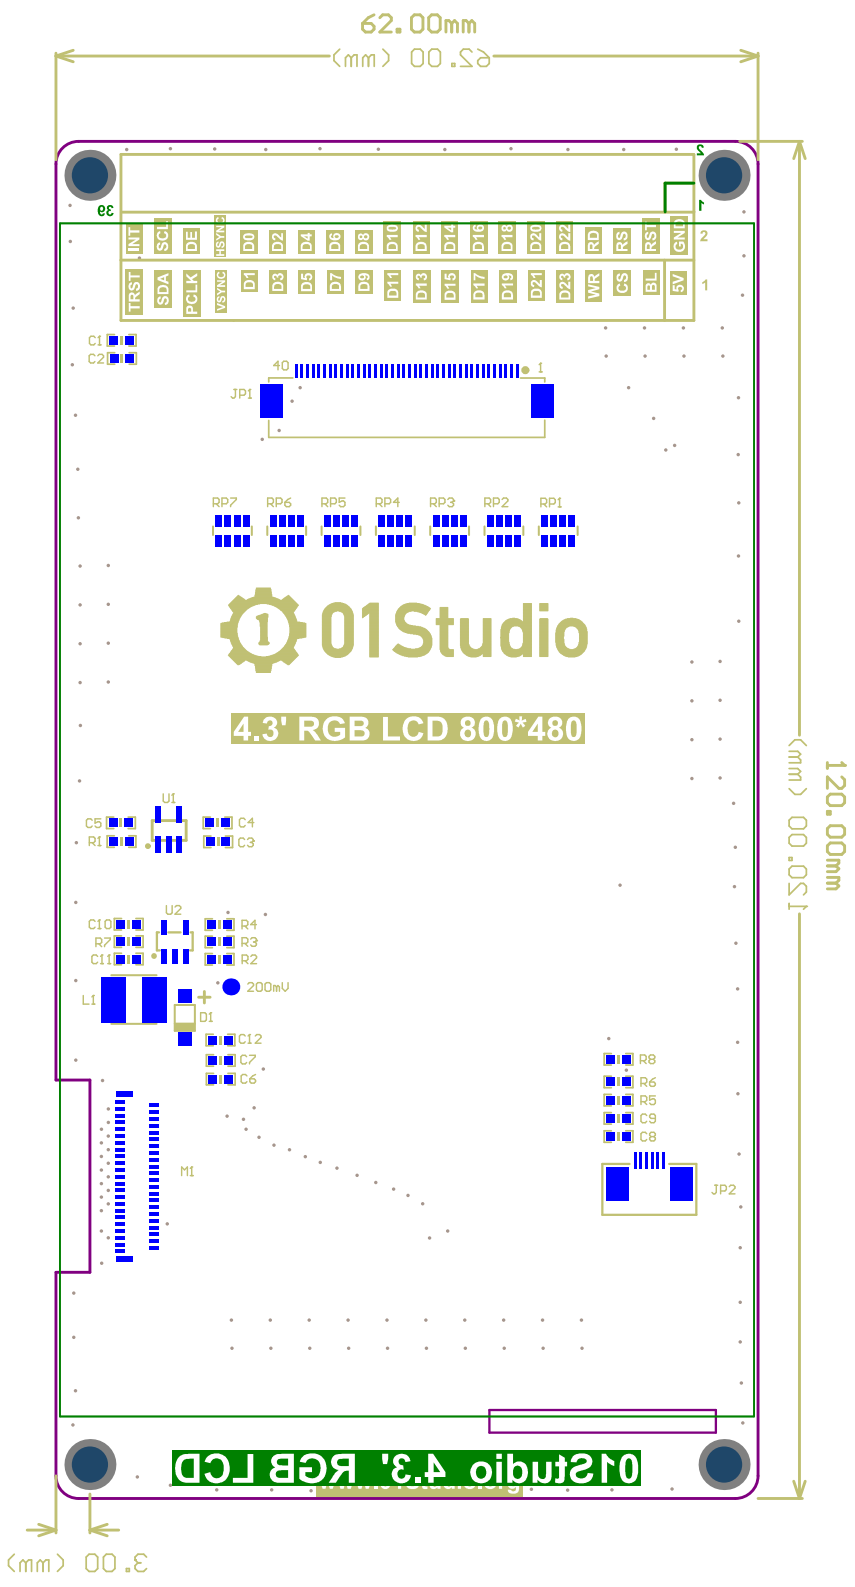 62.00mm
62.00 (mm)
2
39
1
INT SCL DE HSYNC D0 D2 D4 D6 D8 D10 D12 D14 D16 D18 D20 D22 RD RS RST GND 2
TRST SDA PCLK VSYNC D1 D3 D5 D7 D9 D11 D13 D15 D17 D19 D21 D23 WR CS BL 5V 1
C1
C2
40 1
JP1
RP7 RP6 RP5 RP4 RP3 RP2 RP1
1 01Studio
4.3' RGB LCD 800*480
120.00mm
120.00 (mm)
U1
C5 C4
R1 C3
U2
C10 R4
R7 R3
C11 R2
L1 + 200mV
D1
C12
C7 R8
C6 R6
R5
C9
C8
M1
JP2
01Studio 4.3' RGB LCD
3.00 (mm)